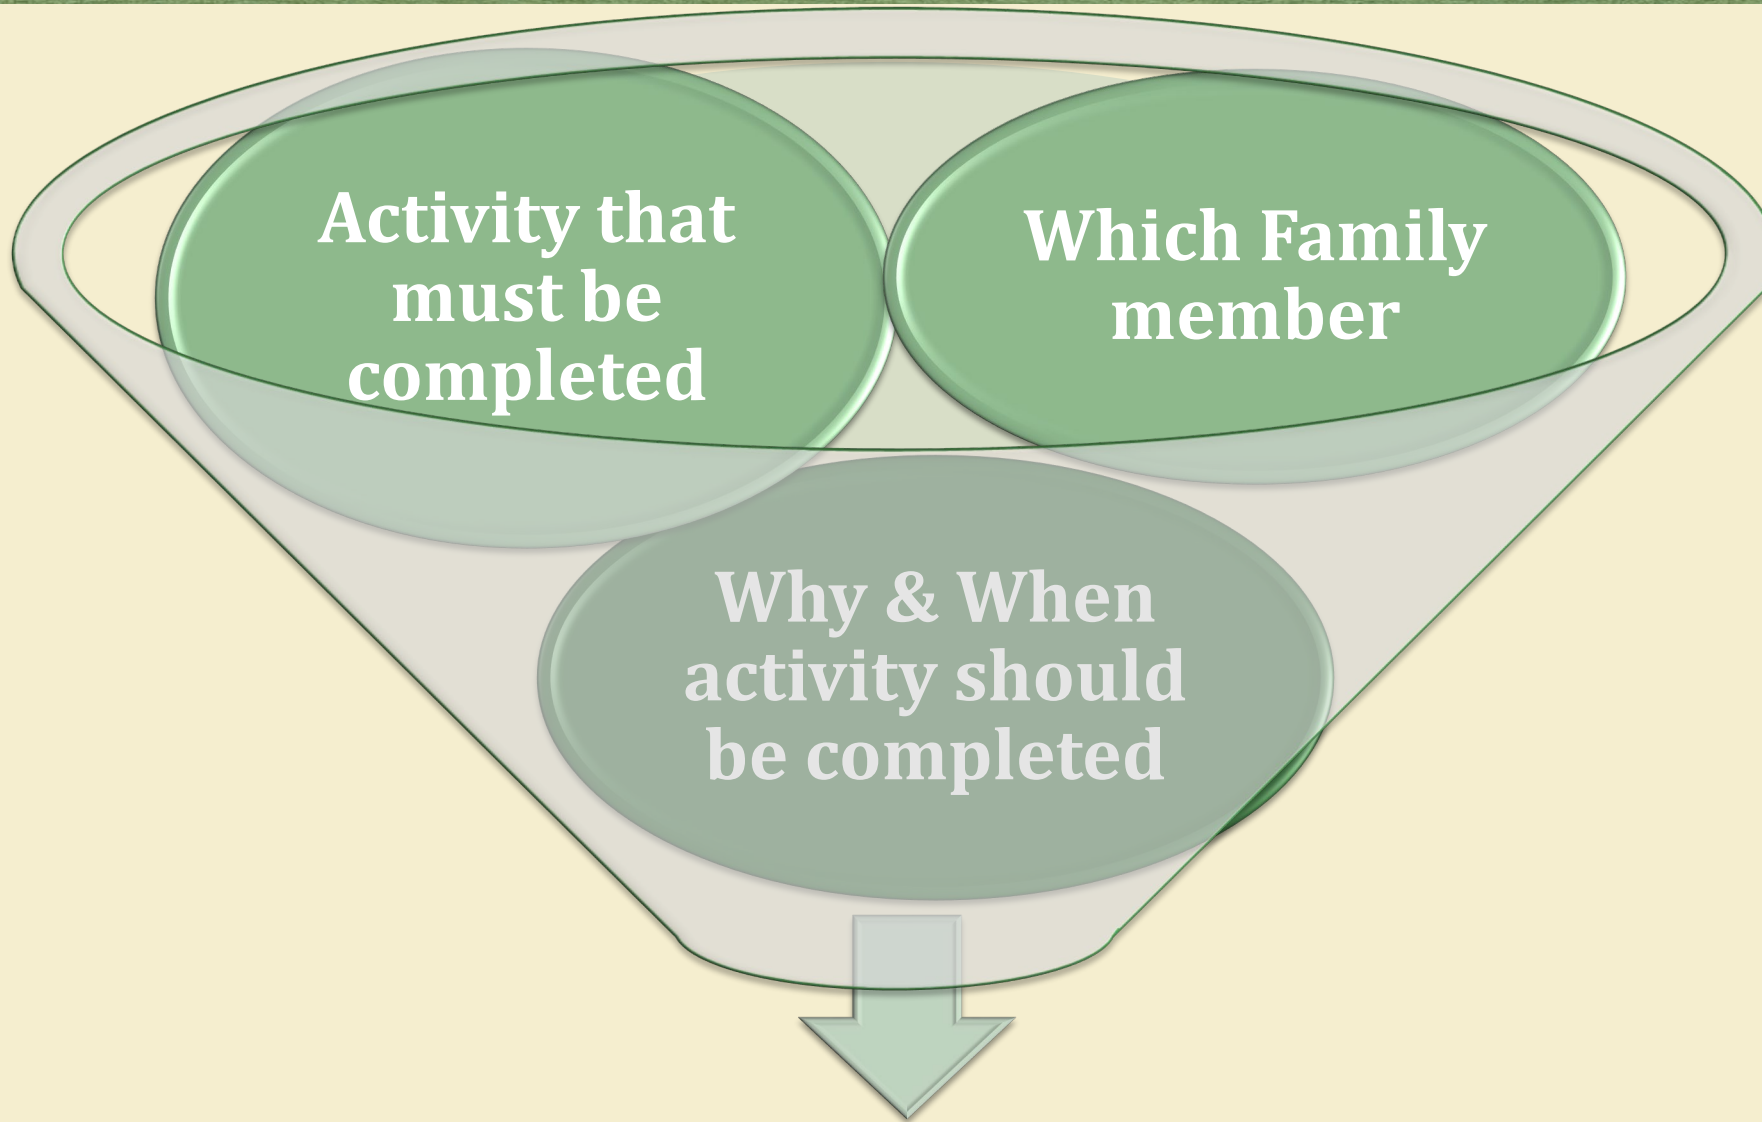 Activity that
must be
completed
Which Family
member
Why & When
activity should
be completed